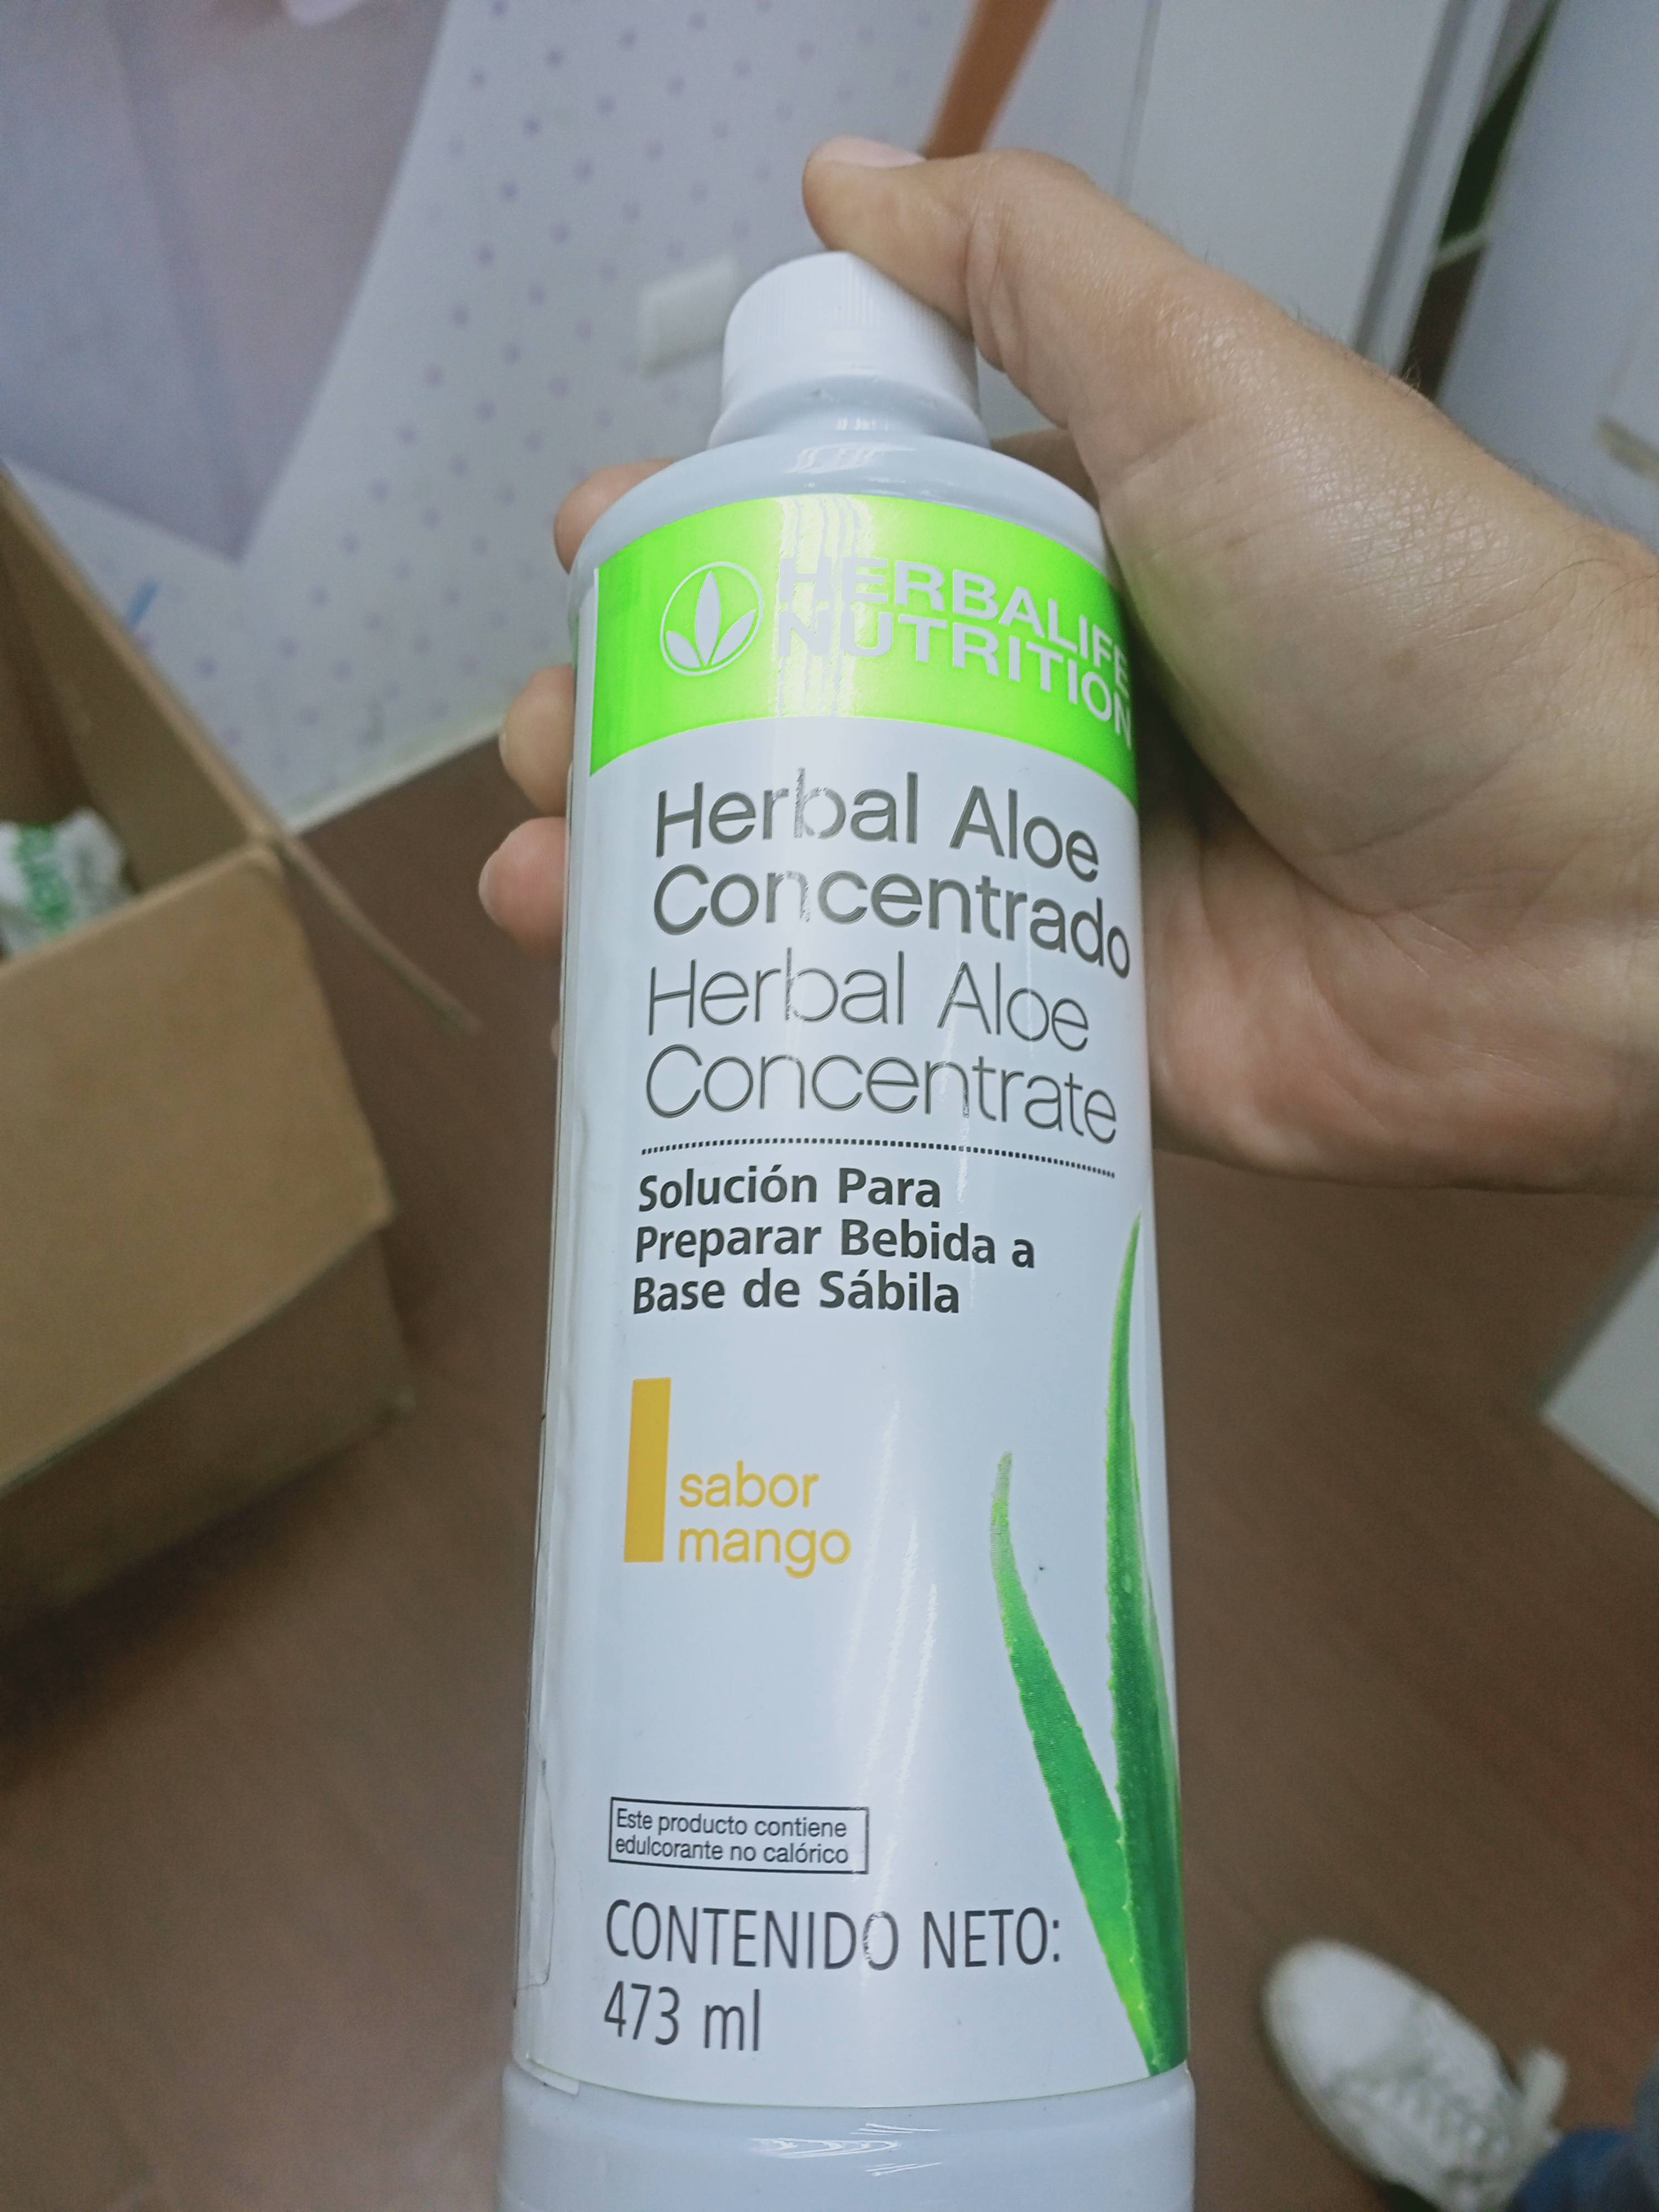 HERBALIFE
NUTRITION
Herbal Aloe
Concentrado
Herbal Aloe
Concentrate
Solución Para
Preparar Bebida a
Base de Sábila
sabor
mango
Este producto contiene
edulcorante no calórico
CONTENIDO NETO:
473 ml